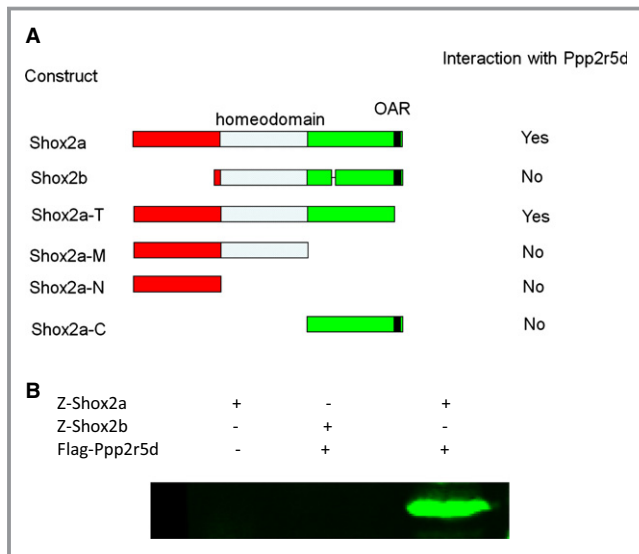 A
Construct
Interaction with Ppp2r5d
homeodomain
OAR
Shox2a Yes
Shox2b No
Shox2a-T Yes
Shox2a-M No
Shox2a-N No
Shox2a-C No
B
Z-Shox2a + - +
Z-Shox2b - + -
Flag-Ppp2r5d - + +